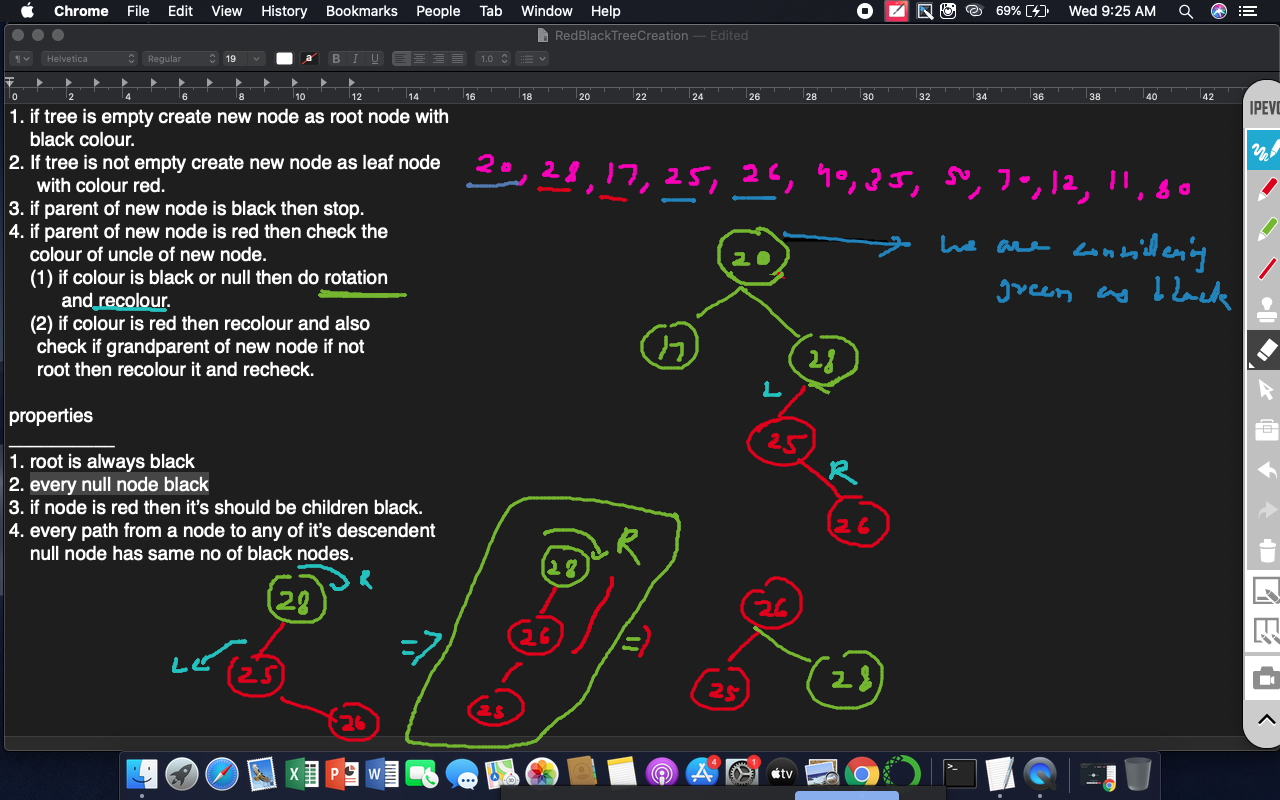 Chrome File Edit View History Bookmarks People Tab Window Help 69% Wed 9:25 AM
RedBlackTreeCreation — Edited
Helvetica Regular 19 a B I U 1.0
0 2 4 6 8 10 12 14 16 18 20 22 24 26 28 30 32 34 36 38 40 42
IPEVO
1. if tree is empty create new node as root node with
black colour.
2. If tree is not empty create new node as leaf node
with colour red.
3. if parent of new node is black then stop.
4. if parent of new node is red then check the
colour of uncle of new node.
(1) if colour is black or null then do rotation
and recolour.
(2) if colour is red then recolour and also
check if grandparent of new node if not
root then recolour it and recheck.
properties
1. root is always black
2. every null node black
3. if node is red then it's should be children black.
4. every path from a node to any of it's descendent
null node has same no of black nodes.
20, 28, 17, 25, 26, 40, 35, 50, 70, 12, 11, 80
20
we are considering
green as black
17 28
L
25
R
26
28 R
L
25
26
=>
28 R
26
25
=>
26
25 28
4 1
tv